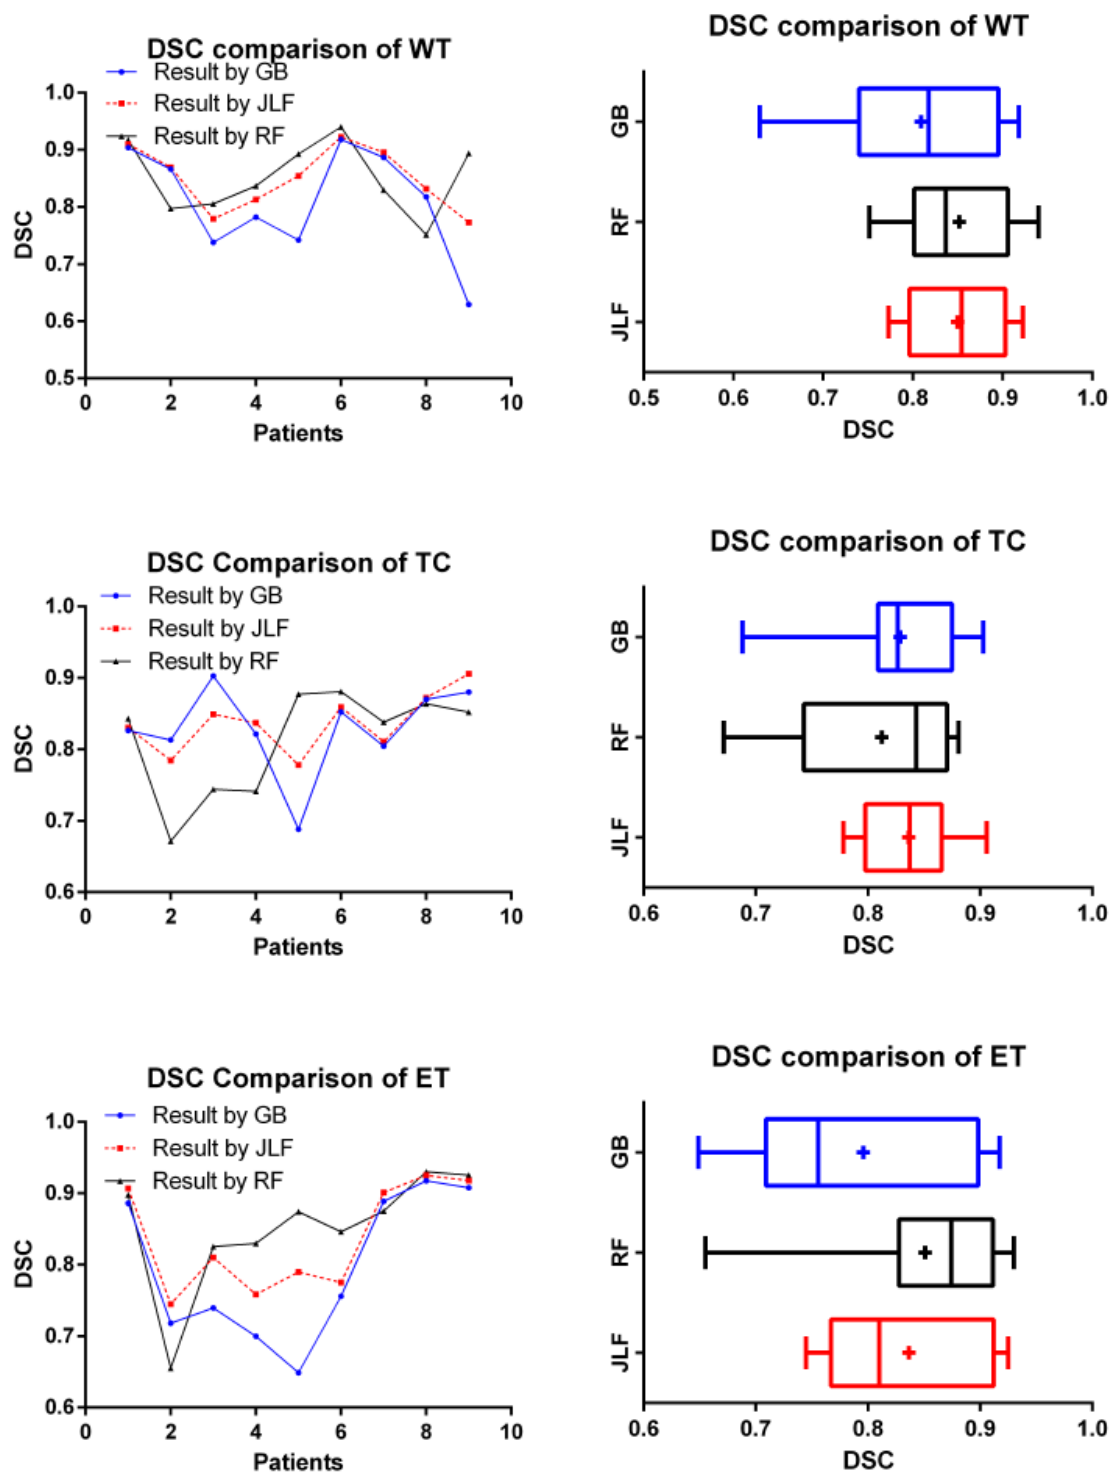 DSC comparison of WT
Result by GB
Result by JLF
Result by RF
1.0
0.9
0.8
0.7
0.6
0.5
DSC
0 2 4 6 8 10
Patients
DSC comparison of WT
GB
RF
JLF
0.5 0.6 0.7 0.8 0.9 1.0
DSC
DSC Comparison of TC
Result by GB
Result by JLF
Result by RF
1.0
0.9
0.8
0.7
0.6
DSC
0 2 4 6 8 10
Patients
DSC comparison of TC
GB
RF
JLF
0.6 0.7 0.8 0.9 1.0
DSC
DSC Comparison of ET
Result by GB
Result by JLF
Result by RF
1.0
0.9
0.8
0.7
0.6
DSC
0 2 4 6 8 10
Patients
DSC comparison of ET
GB
RF
JLF
0.6 0.7 0.8 0.9 1.0
DSC